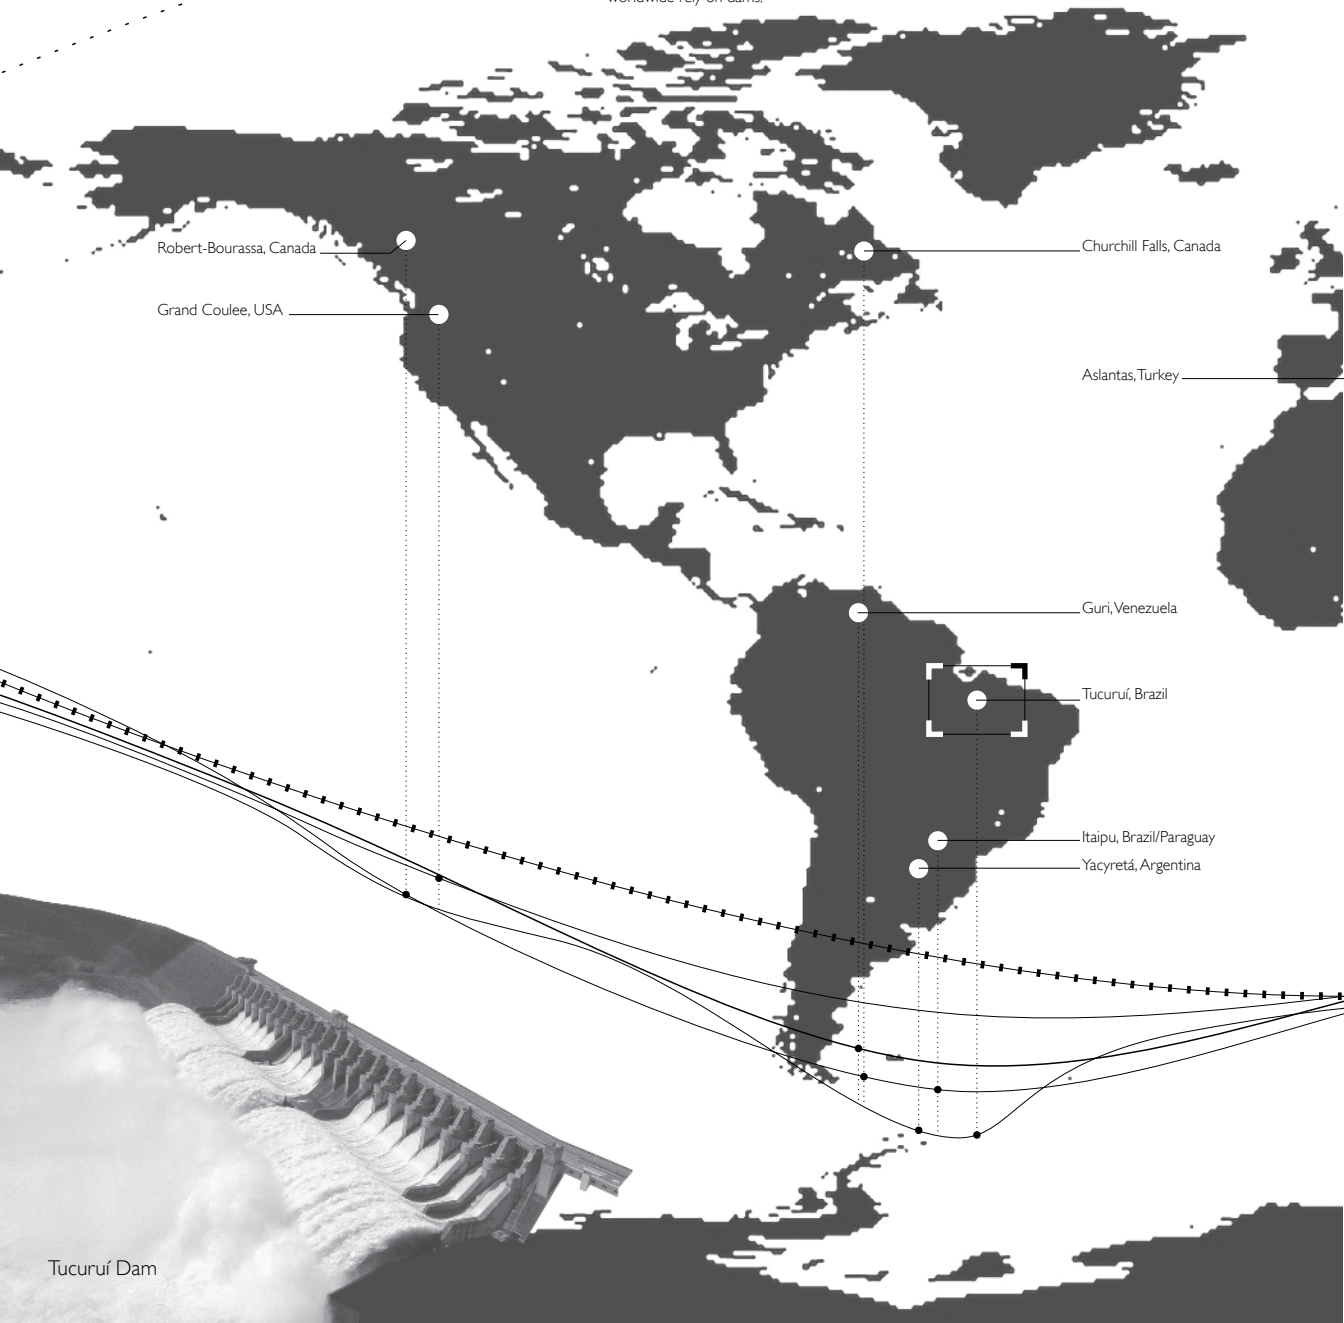 worldwide rely on dams.
Robert-Bourassa, Canada
Churchill Falls, Canada
Grand Coulee, USA
Aslantas, Turkey
Guri, Venezuela
Tucuruí, Brazil
Itaipu, Brazil/Paraguay
Yacyretá, Argentina
Tucuruí Dam